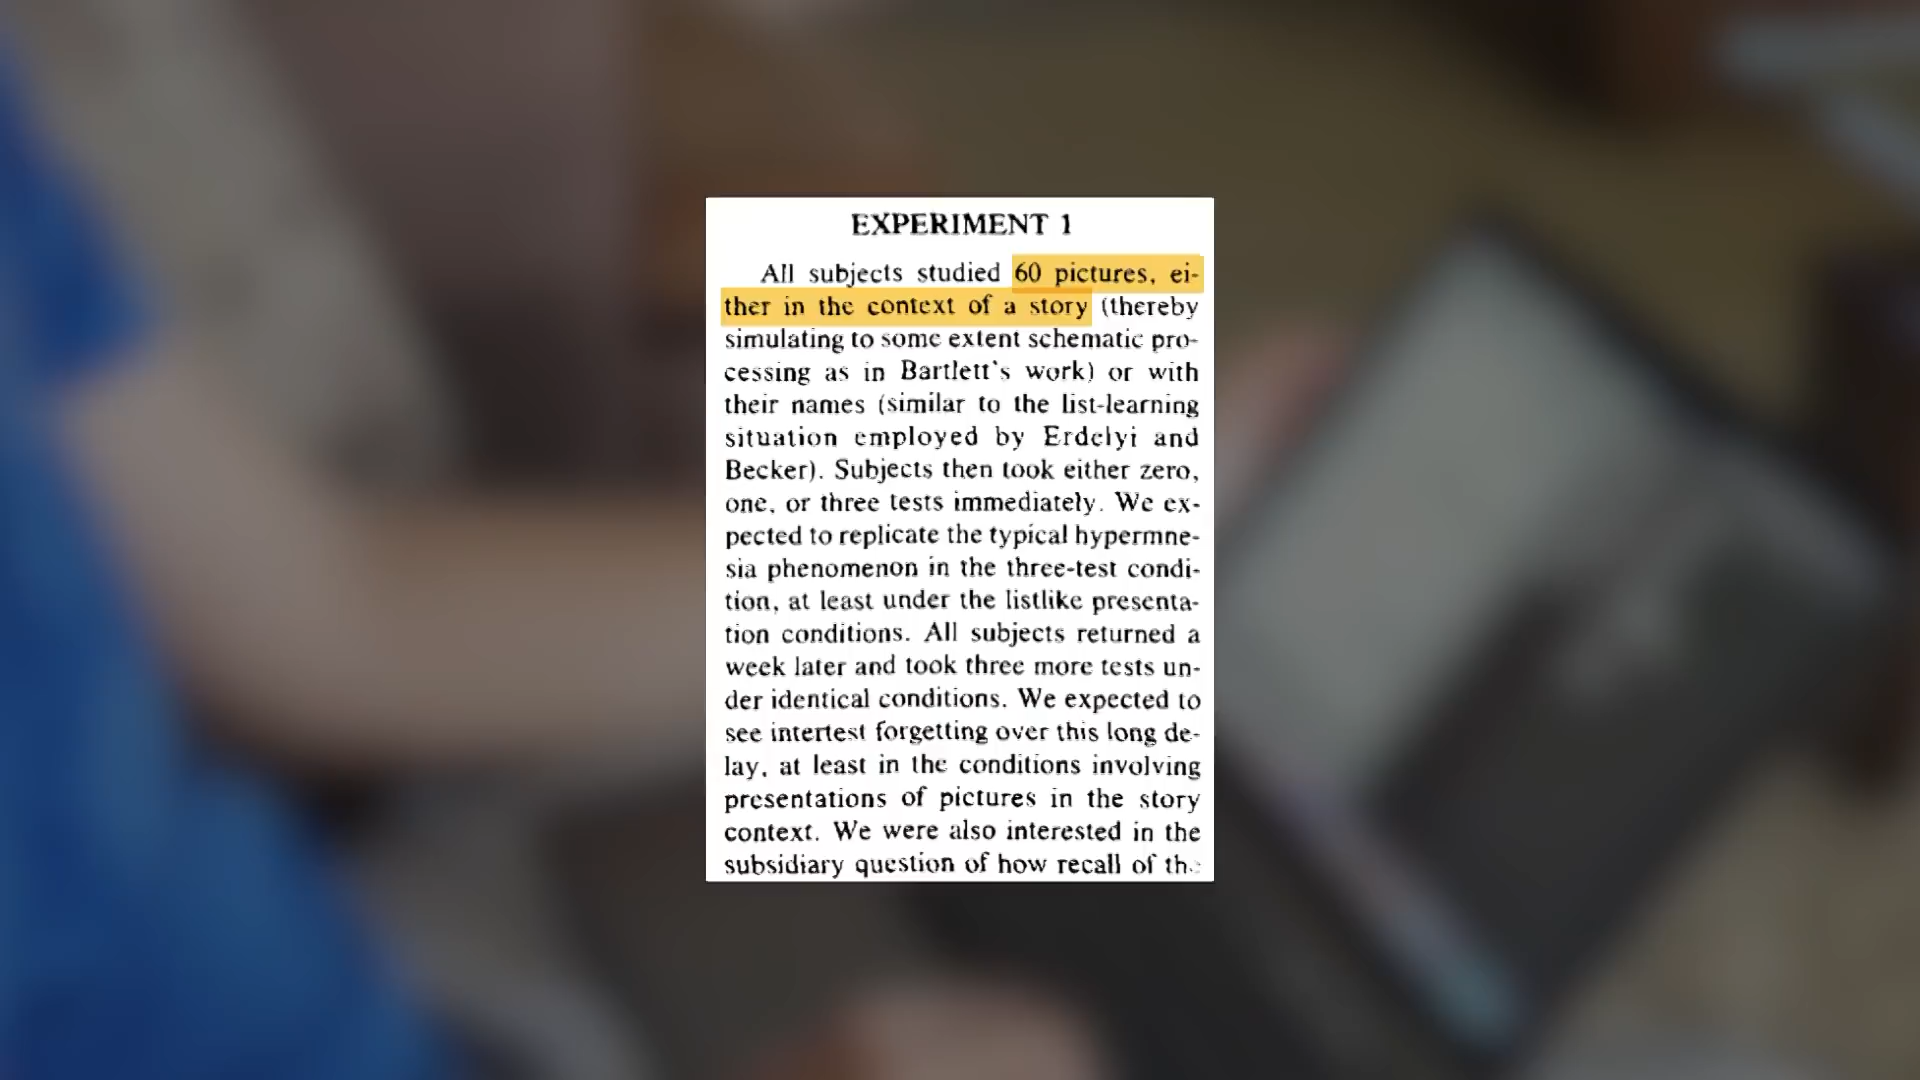 EXPERIMENT 1
All subjects studied 60 pictures, ei-
ther in the context of a story (thereby
simulating to some extent schematic pro-
cessing as in Bartlett's work) or with
their names (similar to the list-learning
situation employed by Erdelyi and
Becker). Subjects then took either zero,
one, or three tests immediately. We ex-
pected to replicate the typical hypermne-
sia phenomenon in the three-test condi-
tion, at least under the listlike presenta-
tion conditions. All subjects returned a
week later and took three more tests un-
der identical conditions. We expected to
see intertest forgetting over this long de-
lay, at least in the conditions involving
presentations of pictures in the story
context. We were also interested in the
subsidiary question of how recall of the